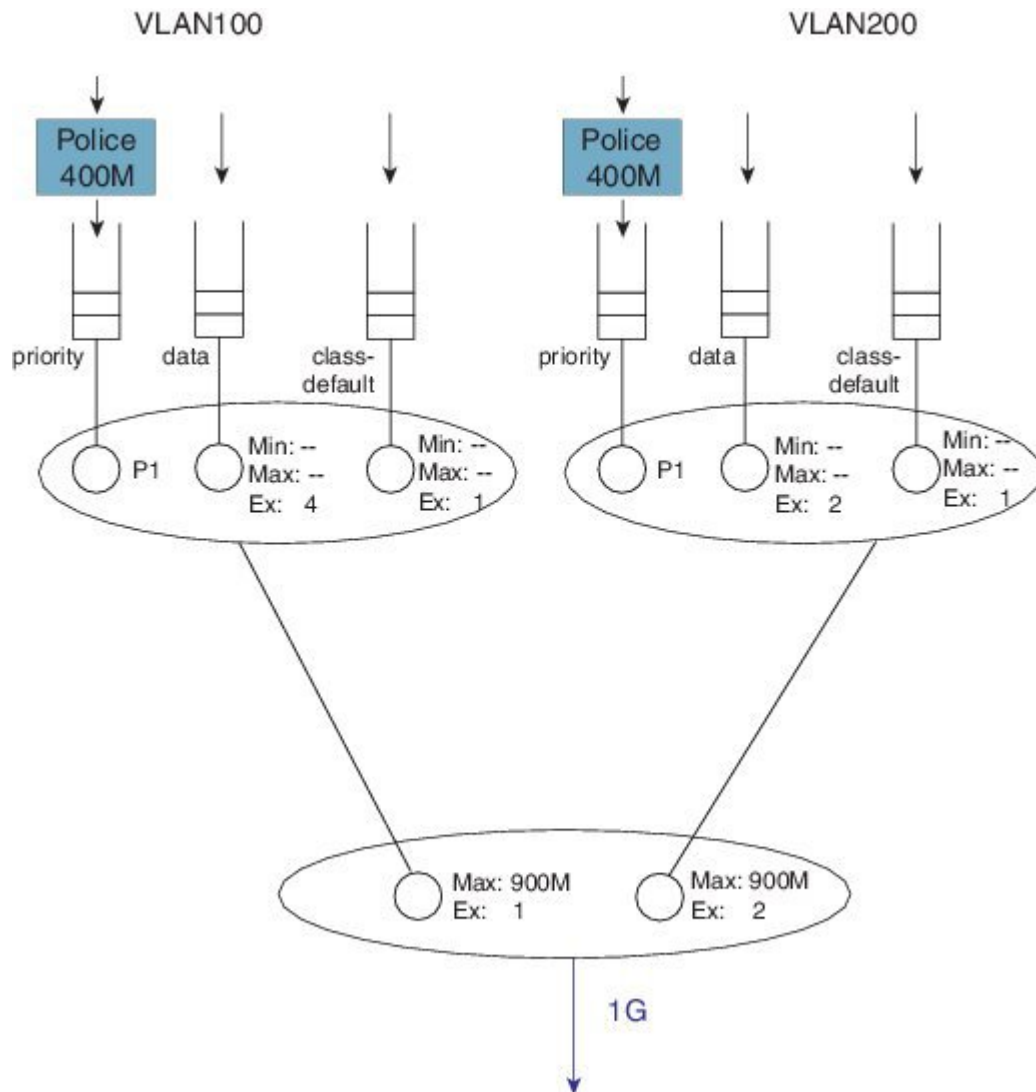 VLAN100
VLAN200
Police
400M
Police
400M
priority
data
class-
default
priority
data
class-
default
P1
Min: --
Max: --
Ex: 4
Min: --
Max: --
Ex: 1
P1
Min: --
Max: --
Ex: 2
Min: --
Max: --
Ex: 1
Max: 900M
Ex: 1
Max: 900M
Ex: 2
1G